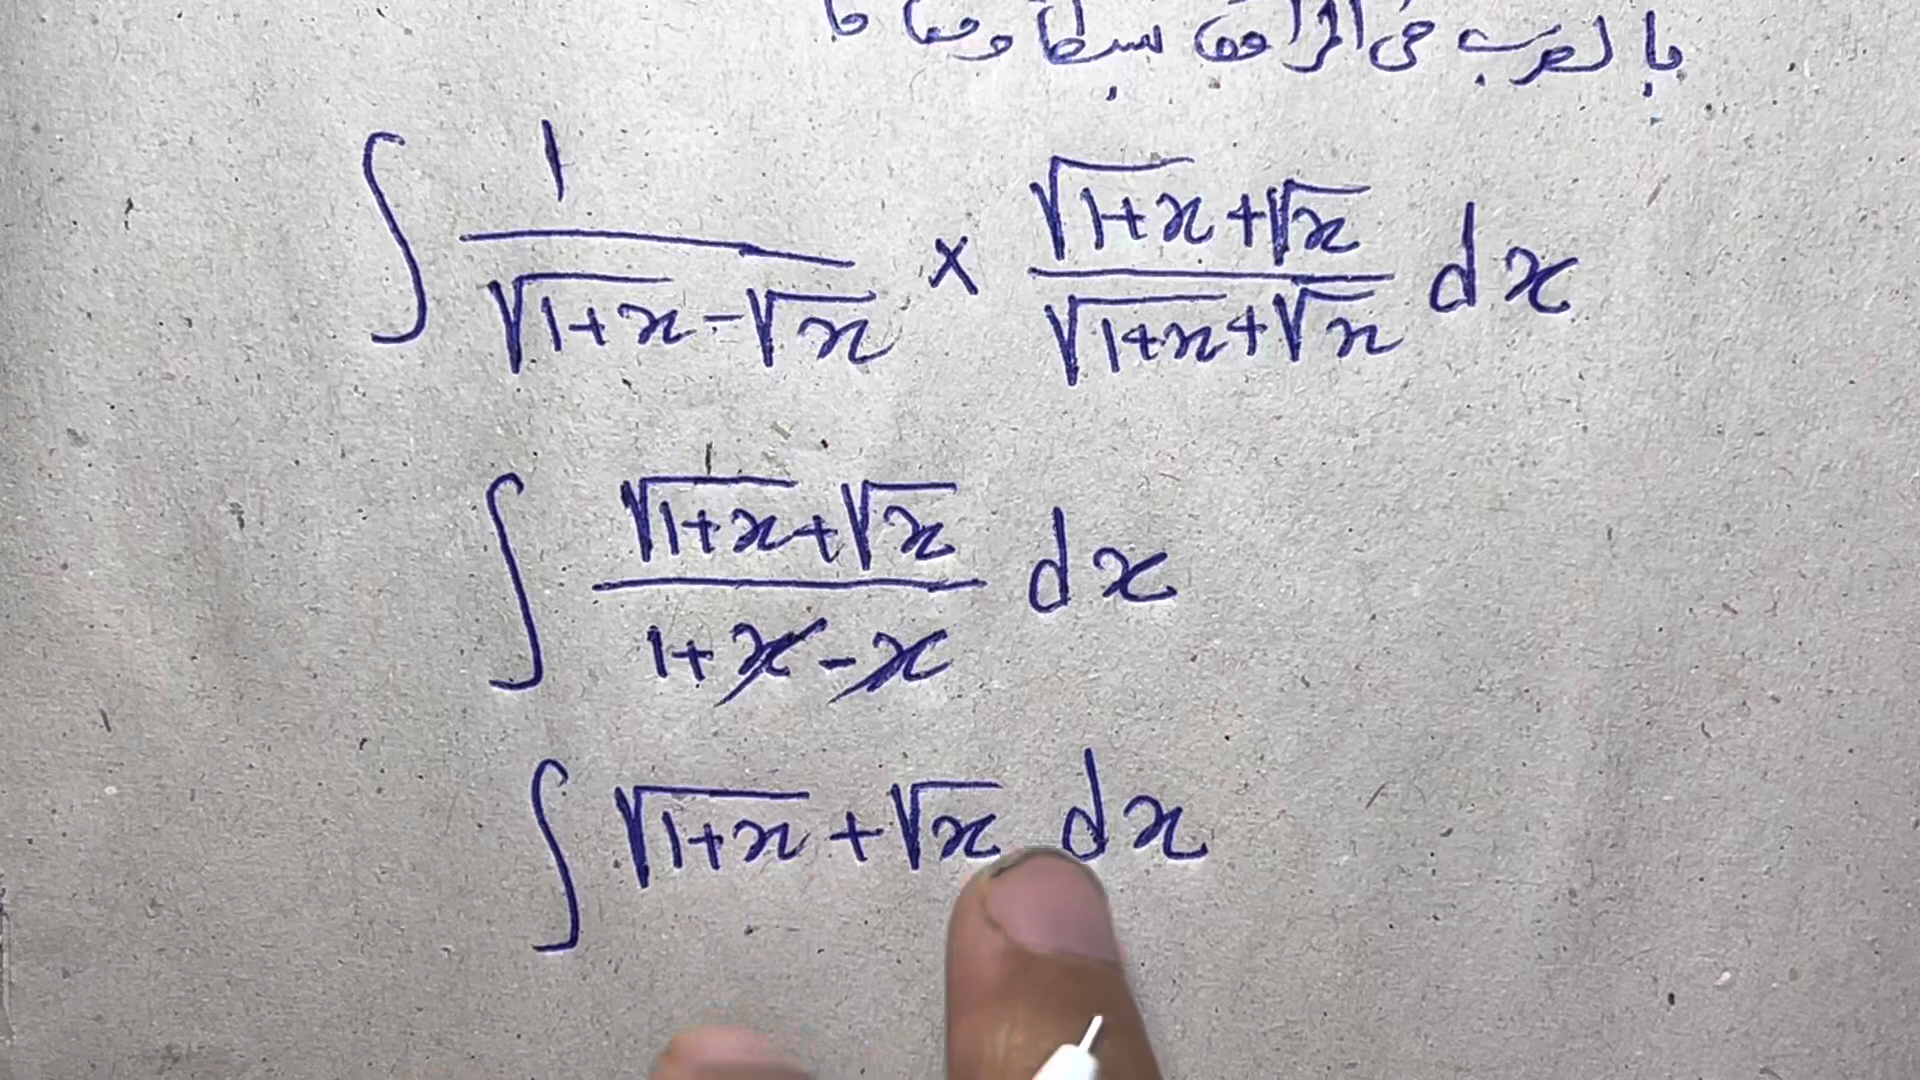 بالضرب في المرافق بسطا ومقاما
∫ 1/(√(1+x) - √x) × (√(1+x) + √x)/(√(1+x) + √x) dx
∫ (√(1+x) + √x)/(1+x-x) dx
∫ √(1+x) + √x dx